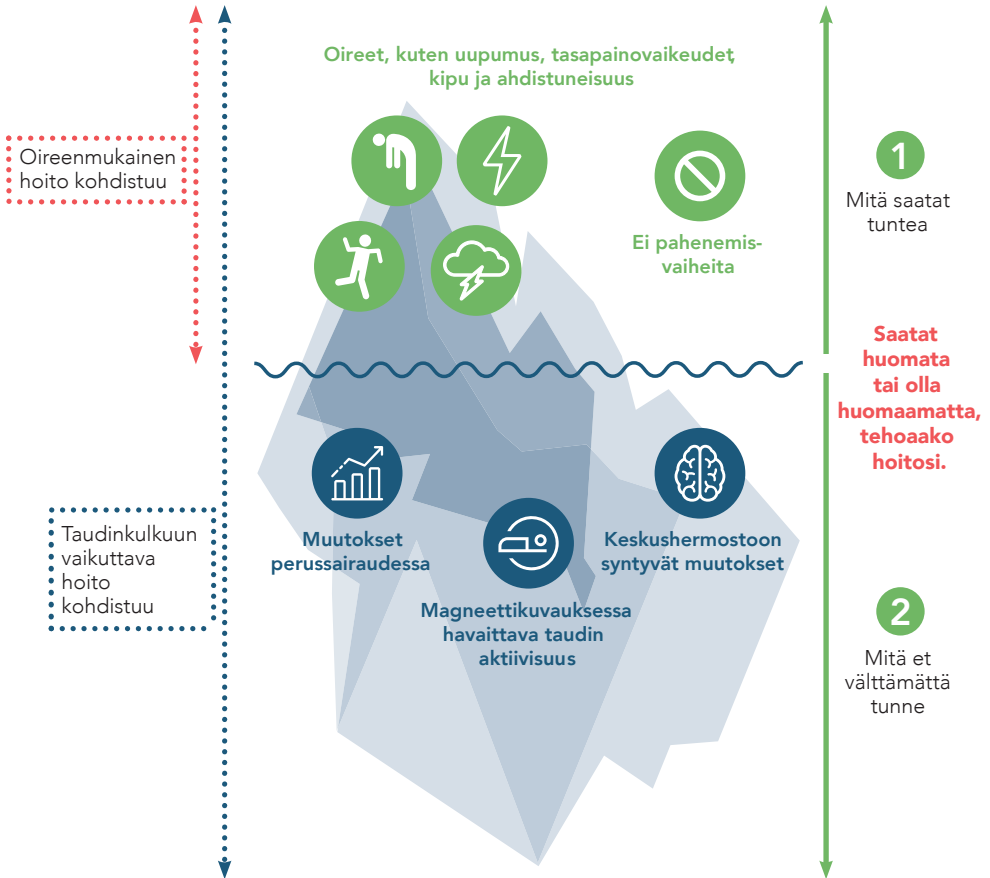 Oireet, kuten uupumus, tasapainovaikeudet,
kipu ja ahdistuneisuus
Oireenmukainen
hoito kohdistuu
1
Mitä saatat
tuntea
Ei pahenemis-
vaiheita
Saatat
huomata
tai olla
huomaamatta,
tehoaako
hoitosi.
Taudinkulkuun
vaikuttava
hoito
kohdistuu
Muutokset
perussairaudessa
Magneettikuvauksessa
havaittava taudin
aktiivisuus
Keskushermostoon
syntyvät muutokset
2
Mitä et
välttämättä
tunne